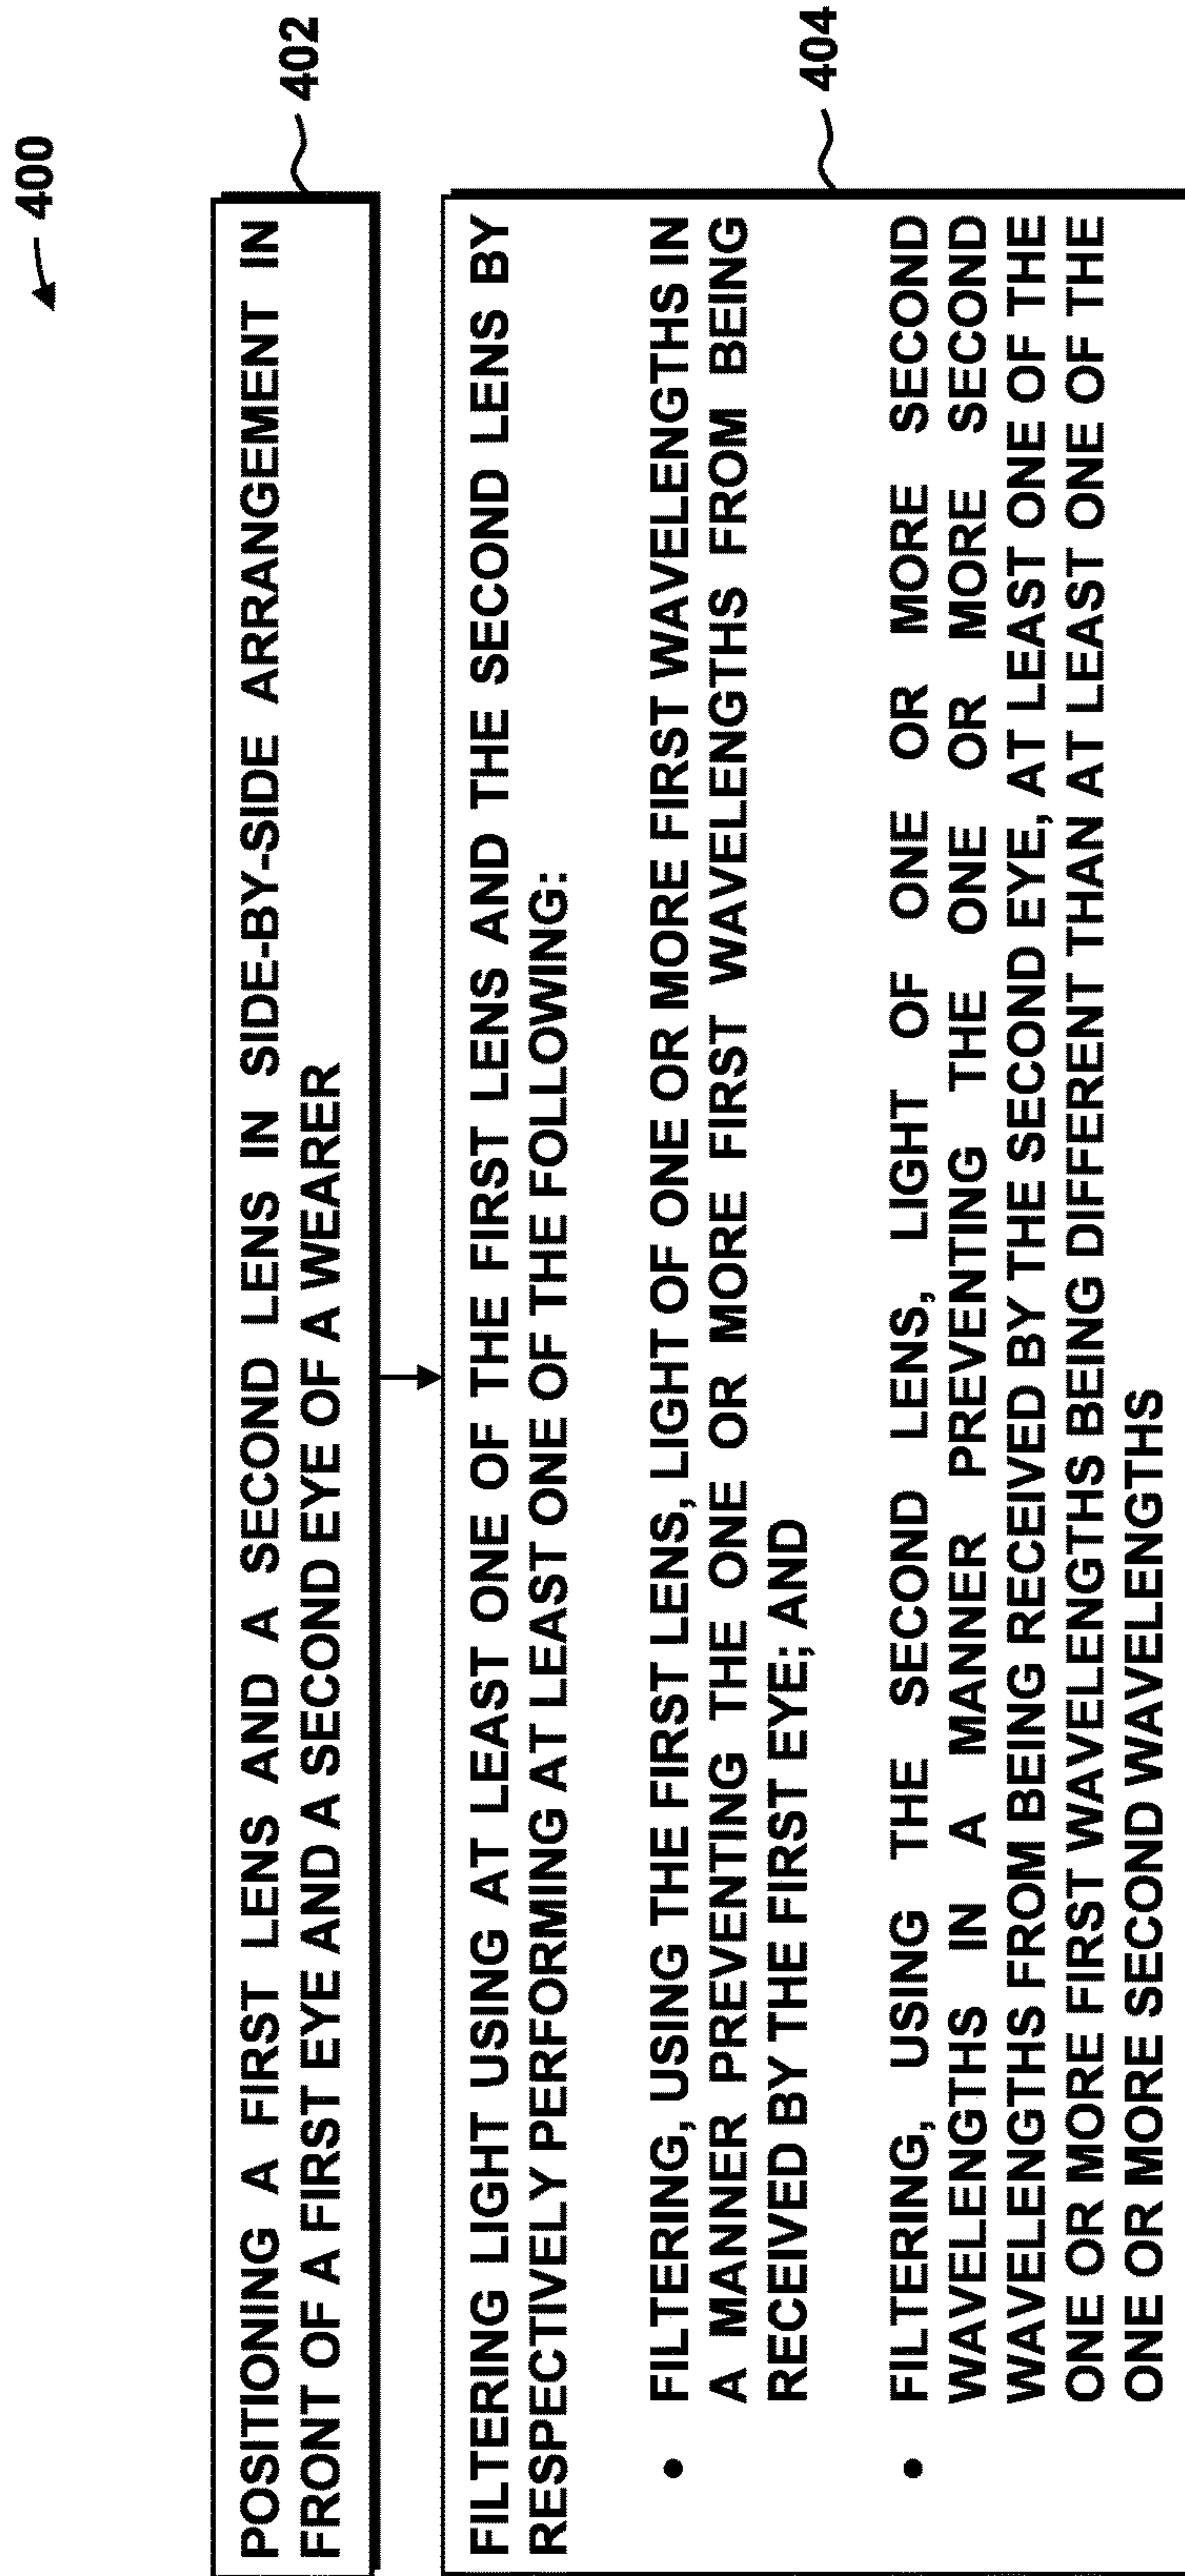 400
POSITIONING A FIRST LENS AND A SECOND LENS IN SIDE-BY-SIDE ARRANGEMENT IN
FRONT OF A FIRST EYE AND A SECOND EYE OF A WEARER
402
FILTERING LIGHT USING AT LEAST ONE OF THE FIRST LENS AND THE SECOND LENS BY
RESPECTIVELY PERFORMING AT LEAST ONE OF THE FOLLOWING:
• FILTERING, USING THE FIRST LENS, LIGHT OF ONE OR MORE FIRST WAVELENGTHS IN
A MANNER PREVENTING THE ONE OR MORE FIRST WAVELENGTHS FROM BEING
RECEIVED BY THE FIRST EYE; AND
404
• FILTERING, USING THE SECOND LENS, LIGHT OF ONE OR MORE SECOND
WAVELENGTHS IN A MANNER PREVENTING THE ONE OR MORE SECOND
WAVELENGTHS FROM BEING RECEIVED BY THE SECOND EYE, AT LEAST ONE OF THE
ONE OR MORE FIRST WAVELENGTHS BEING DIFFERENT THAN AT LEAST ONE OF THE
ONE OR MORE SECOND WAVELENGTHS